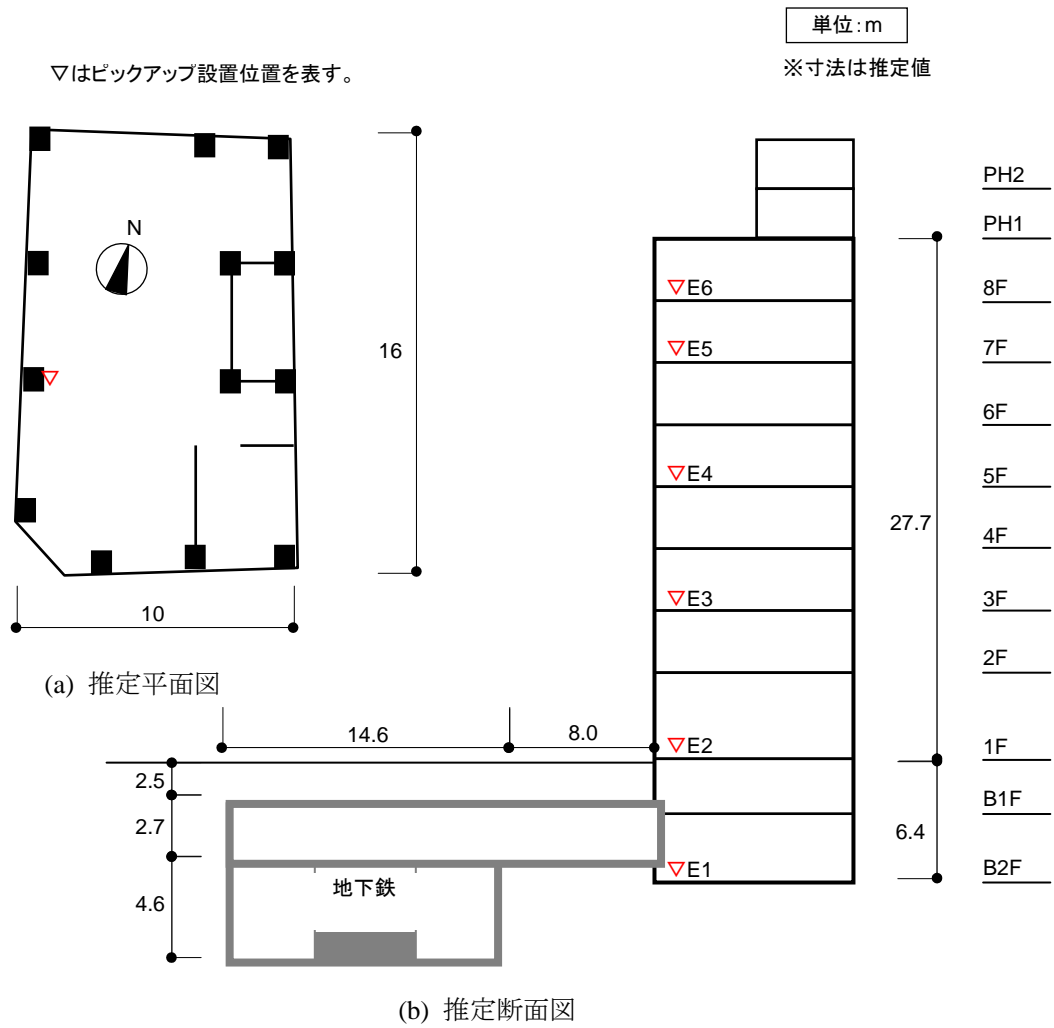 単位:m
※寸法は推定値
▽はピックアップ設置位置を表す。
N
16
10
(a) 推定平面図
PH2
PH1
8F
7F
6F
5F
4F
3F
2F
1F
B1F
B2F
▽E6
▽E5
▽E4
▽E3
▽E2
▽E1
27.7
6.4
14.6
8.0
2.5
2.7
4.6
地下鉄
(b) 推定断面図